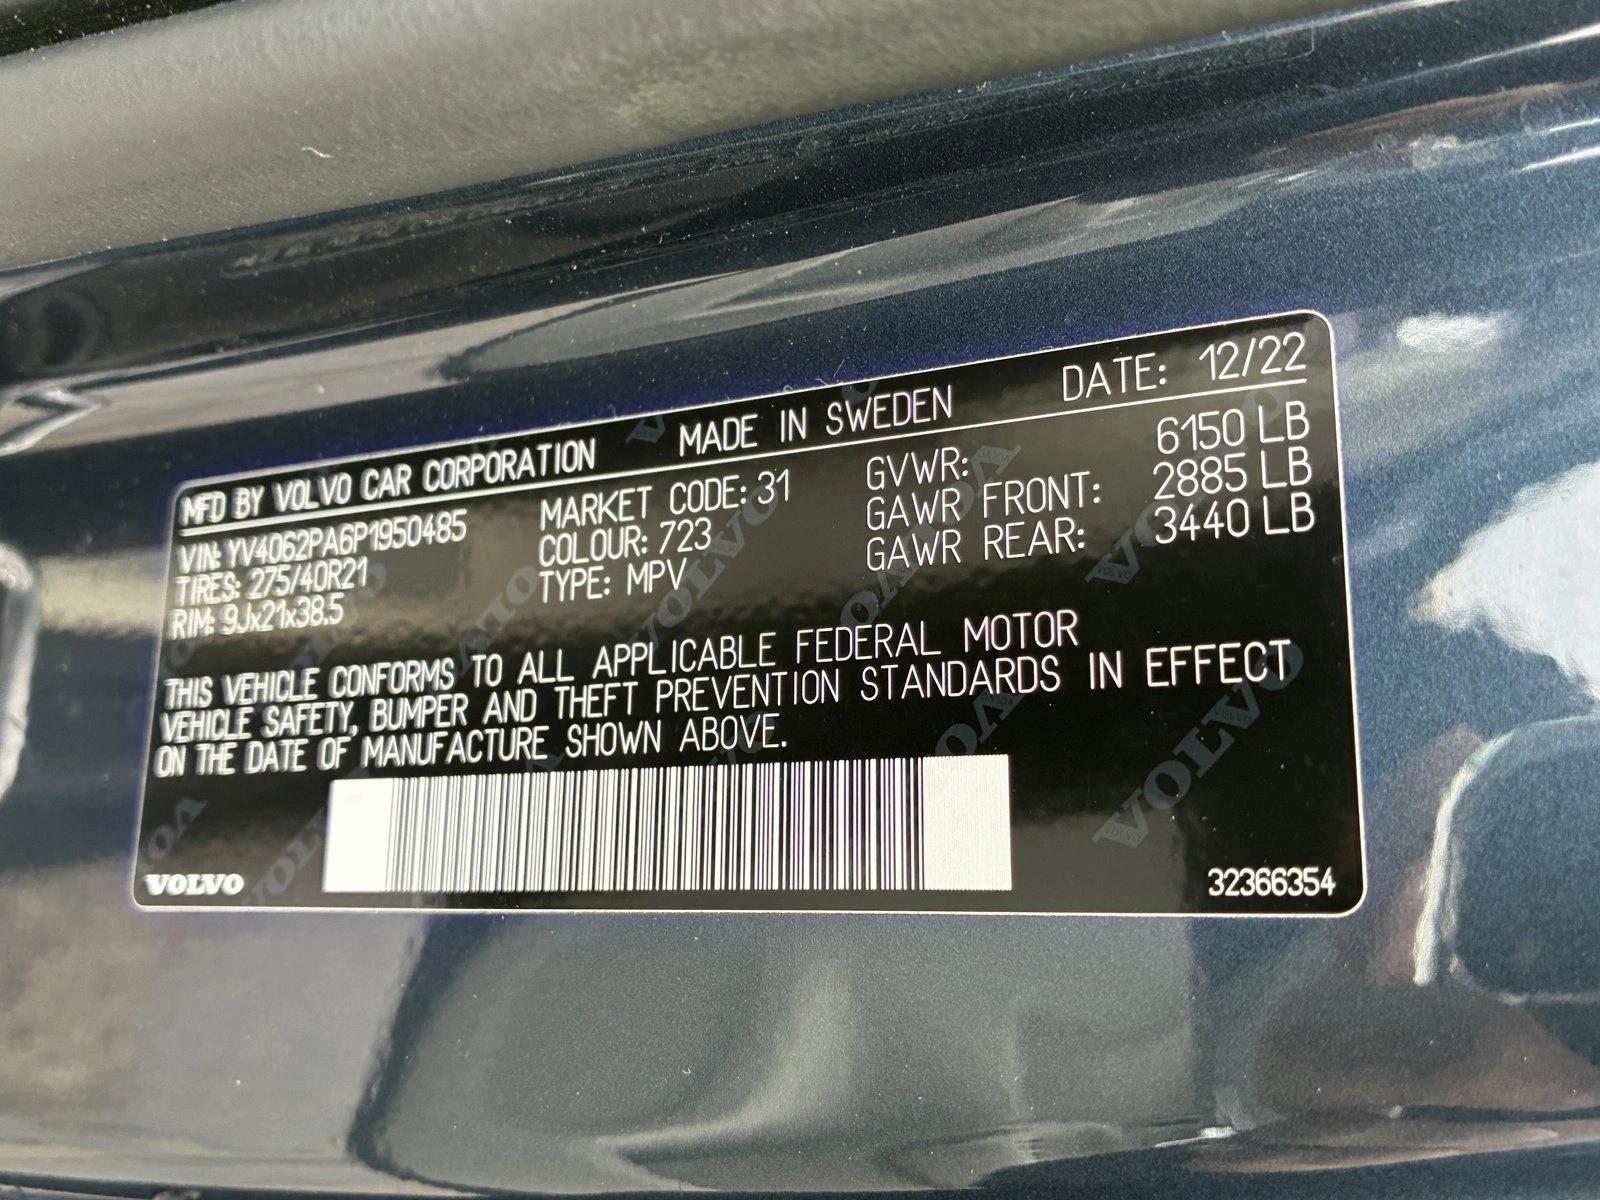 MFD BY VOLVO CAR CORPORATION MADE IN SWEDEN DATE: 12/22
VIN: YV4062PA6P1950485 MARKET CODE: 31 GVWR: 6150 LB
TIRES: 275/40R21 COLOUR: 723 GAWR FRONT: 2885 LB
RIM: 9Jx21x38.5 TYPE: MPV GAWR REAR: 3440 LB
THIS VEHICLE CONFORMS TO ALL APPLICABLE FEDERAL MOTOR
VEHICLE SAFETY, BUMPER AND THEFT PREVENTION STANDARDS IN EFFECT
ON THE DATE OF MANUFACTURE SHOWN ABOVE.
VOLVO 32366354